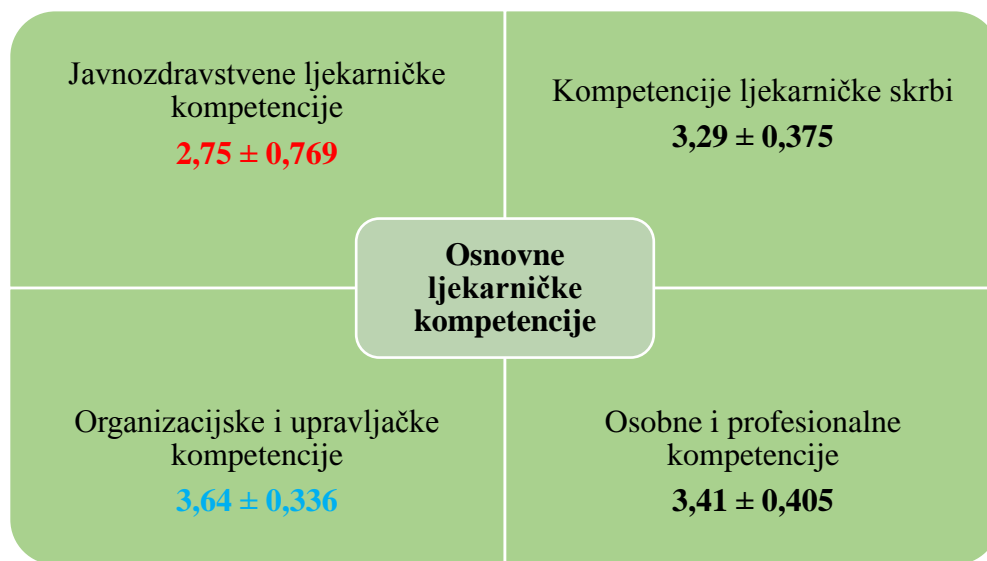 Javnozdravstvene ljekarničke
kompetencije
2,75 ± 0,769
Kompetencije ljekarničke skrbi
3,29 ± 0,375
Osnovne
ljekarničke
kompetencije
Organizacijske i upravljačke
kompetencije
3,64 ± 0,336
Osobne i profesionalne
kompetencije
3,41 ± 0,405